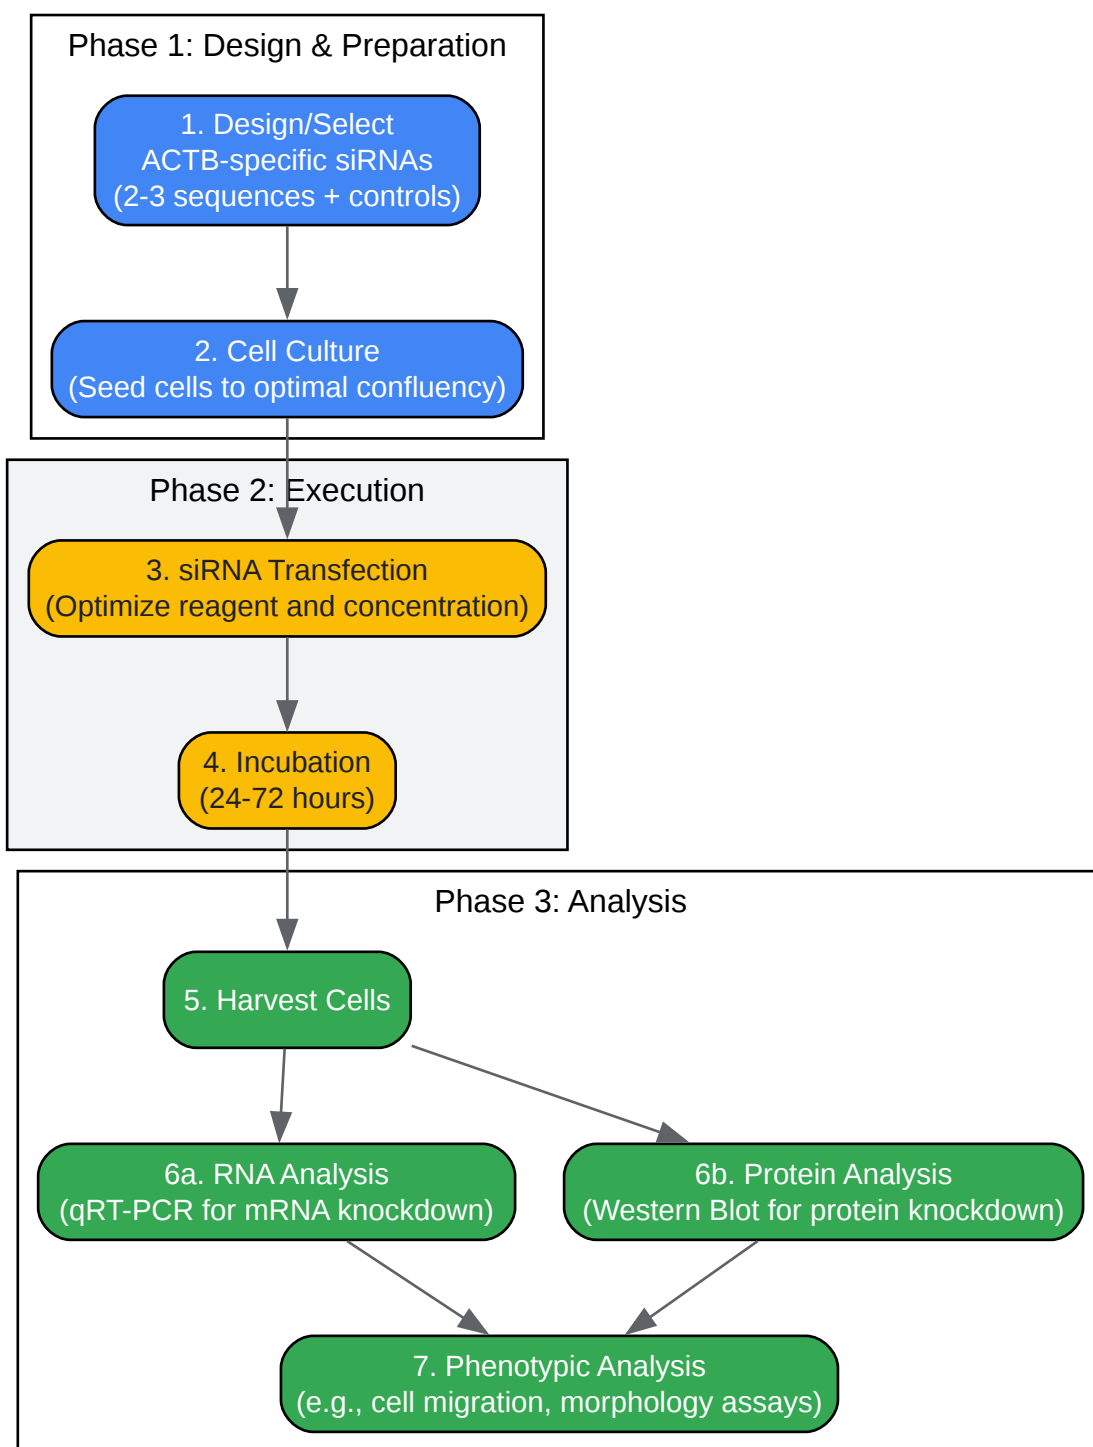 Phase 1: Design & Preparation
1. Design/Select
ACTB-specific siRNAs
(2-3 sequences + controls)
2. Cell Culture
(Seed cells to optimal confluency)
Phase 2: Execution
3. siRNA Transfection
(Optimize reagent and concentration)
4. Incubation
(24-72 hours)
Phase 3: Analysis
5. Harvest Cells
6a. RNA Analysis
(qRT-PCR for mRNA knockdown)
6b. Protein Analysis
(Western Blot for protein knockdown)
7. Phenotypic Analysis
(e.g., cell migration, morphology assays)